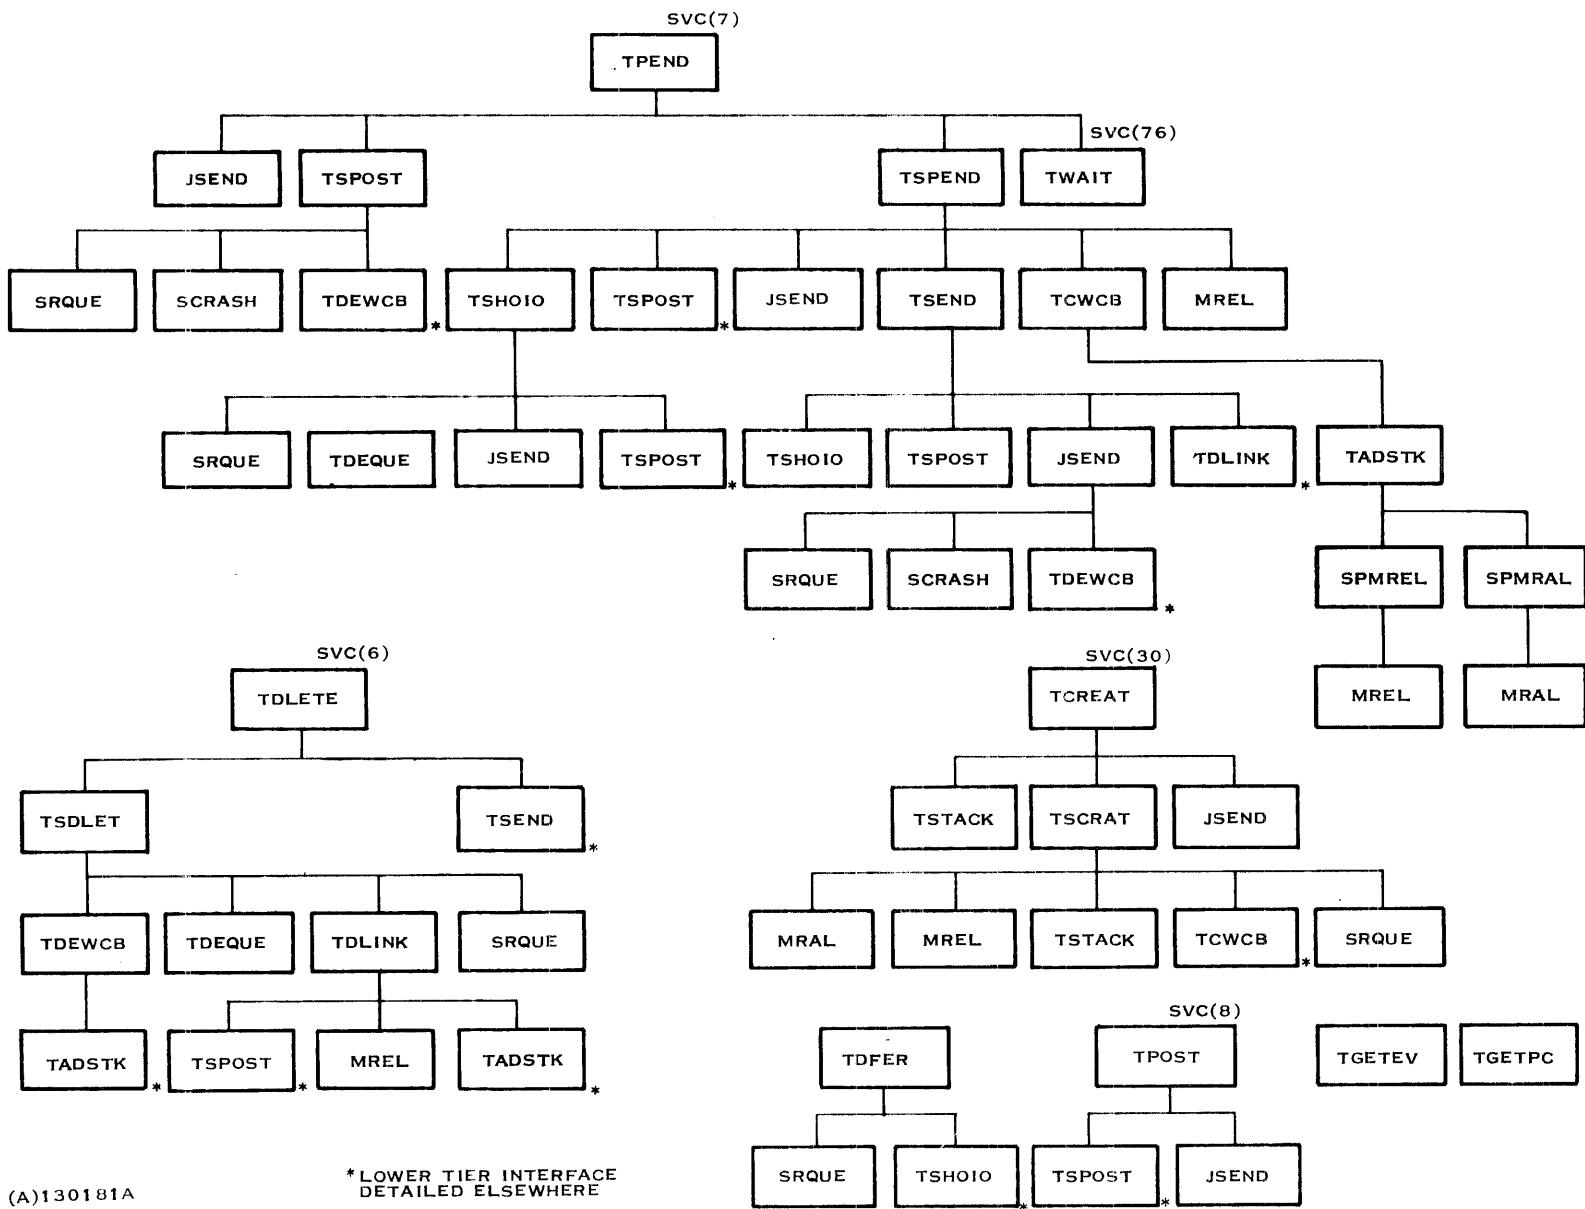 SVC(7)
TPEND
SVC(76)
JSEND TSPOST TSPEND TWAIT
SRQUE SCRASH TDEWCB * TSHOIO TSPOST * JSEND TSEND TCWCB MREL
SRQUE TDEQUE JSEND TSPOST * TSHOIO TSPOST JSEND TDLINK * TADSTK
SRQUE SCRASH TDEWCB * SPMREL SPMRAL
MREL MRAL
SVC(6)
TDLETE
SVC(30)
TCREAT
TSDLET TSEND *
TSTACK TSCRAT JSEND
TDEWCB TDEQUE TDLINK SRQUE
MRAL MREL TSTACK TCWCB * SRQUE
TADSTK * TSPOST * MREL TADSTK *
SVC(8)
TDFER TPOST TGETEV TGETPC
SRQUE TSHOIO * TSPOST * JSEND
*LOWER TIER INTERFACE
DETAILED ELSEWHERE
(A)130181A